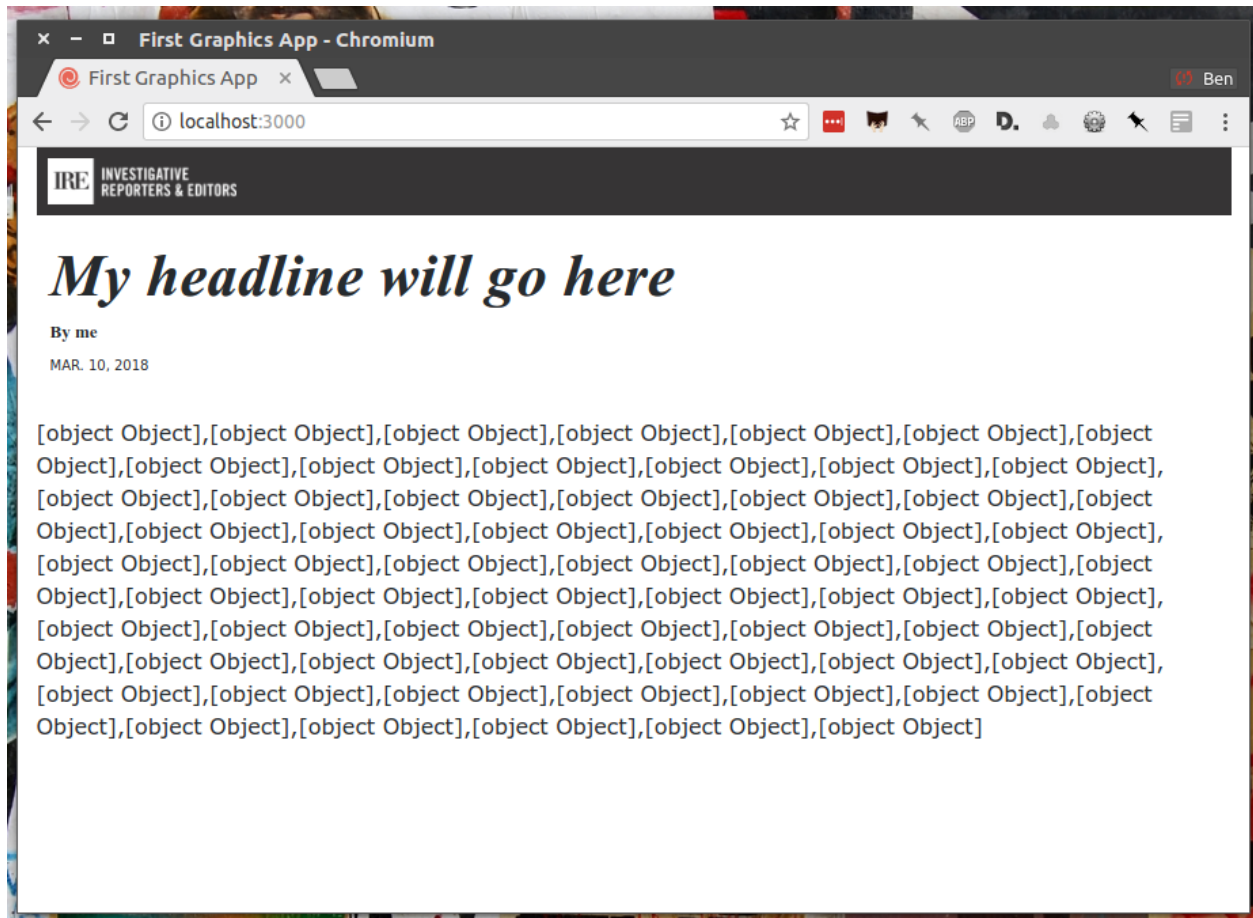 First Graphics App - Chromium
First Graphics App
Ben
localhost:3000
ABP
D.
IRE
INVESTIGATIVE
REPORTERS & EDITORS
My headline will go here
By me
MAR. 10, 2018
[object Object],[object Object],[object Object],[object Object],[object Object],[object Object],[object
Object],[object Object],[object Object],[object Object],[object Object],[object Object],[object Object],
[object Object],[object Object],[object Object],[object Object],[object Object],[object Object],[object
Object],[object Object],[object Object],[object Object],[object Object],[object Object],[object Object],
[object Object],[object Object],[object Object],[object Object],[object Object],[object Object],[object
Object],[object Object],[object Object],[object Object],[object Object],[object Object],[object Object],
[object Object],[object Object],[object Object],[object Object],[object Object],[object Object],[object
Object],[object Object],[object Object],[object Object],[object Object],[object Object],[object Object],
[object Object],[object Object],[object Object],[object Object],[object Object],[object Object],[object
Object],[object Object],[object Object],[object Object],[object Object],[object Object]